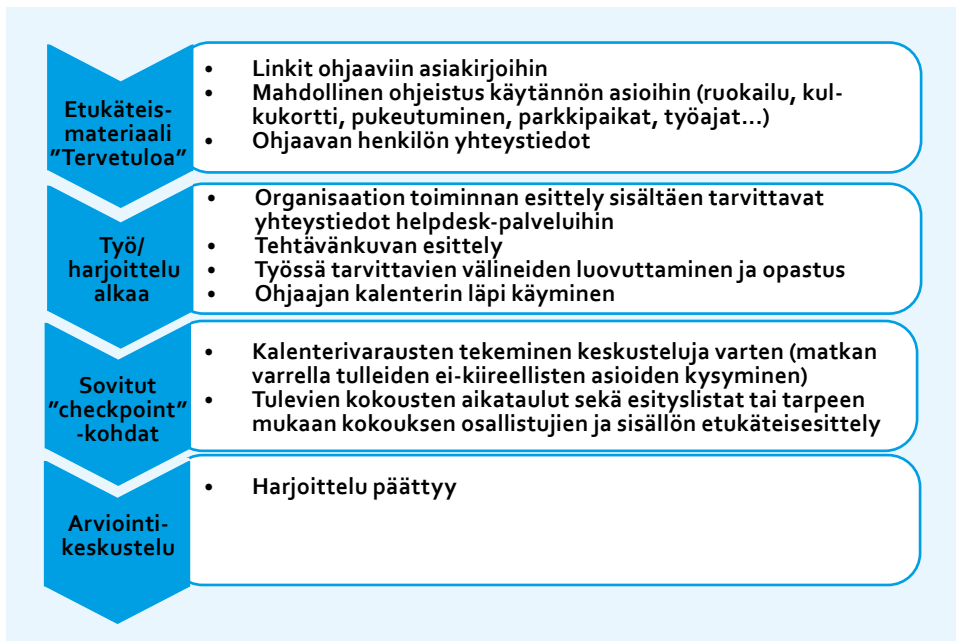 Etukäteis-
materiaali
”Tervetuloa”
• Linkit ohjaaviin asiakirjoihin
• Mahdollinen ohjeistus käytännön asioihin (ruokailu, kul-
kukortti, pukeutuminen, parkkipaikat, työajat...)
• Ohjaavan henkilön yhteystiedot
Työ/
harjoittelu
alkaa
• Organisaation toiminnan esittely sisältäen tarvittavat
yhteystiedot helpdesk-palveluihin
• Tehtävänkuvan esittely
• Työssä tarvittavien välineiden luovuttaminen ja opastus
• Ohjaajan kalenterin läpi käyminen
Sovitut
”checkpoint”
-kohdat
• Kalenterivarausten tekeminen keskusteluja varten (matkan
varrella tulleiden ei-kiireellisten asioiden kysyminen)
• Tulevien kokousten aikataulut sekä esityslistat tai tarpeen
mukaan kokouksen osallistujien ja sisällön etukäteisesittely
Arviointi-
keskustelu
• Harjoittelu päättyy